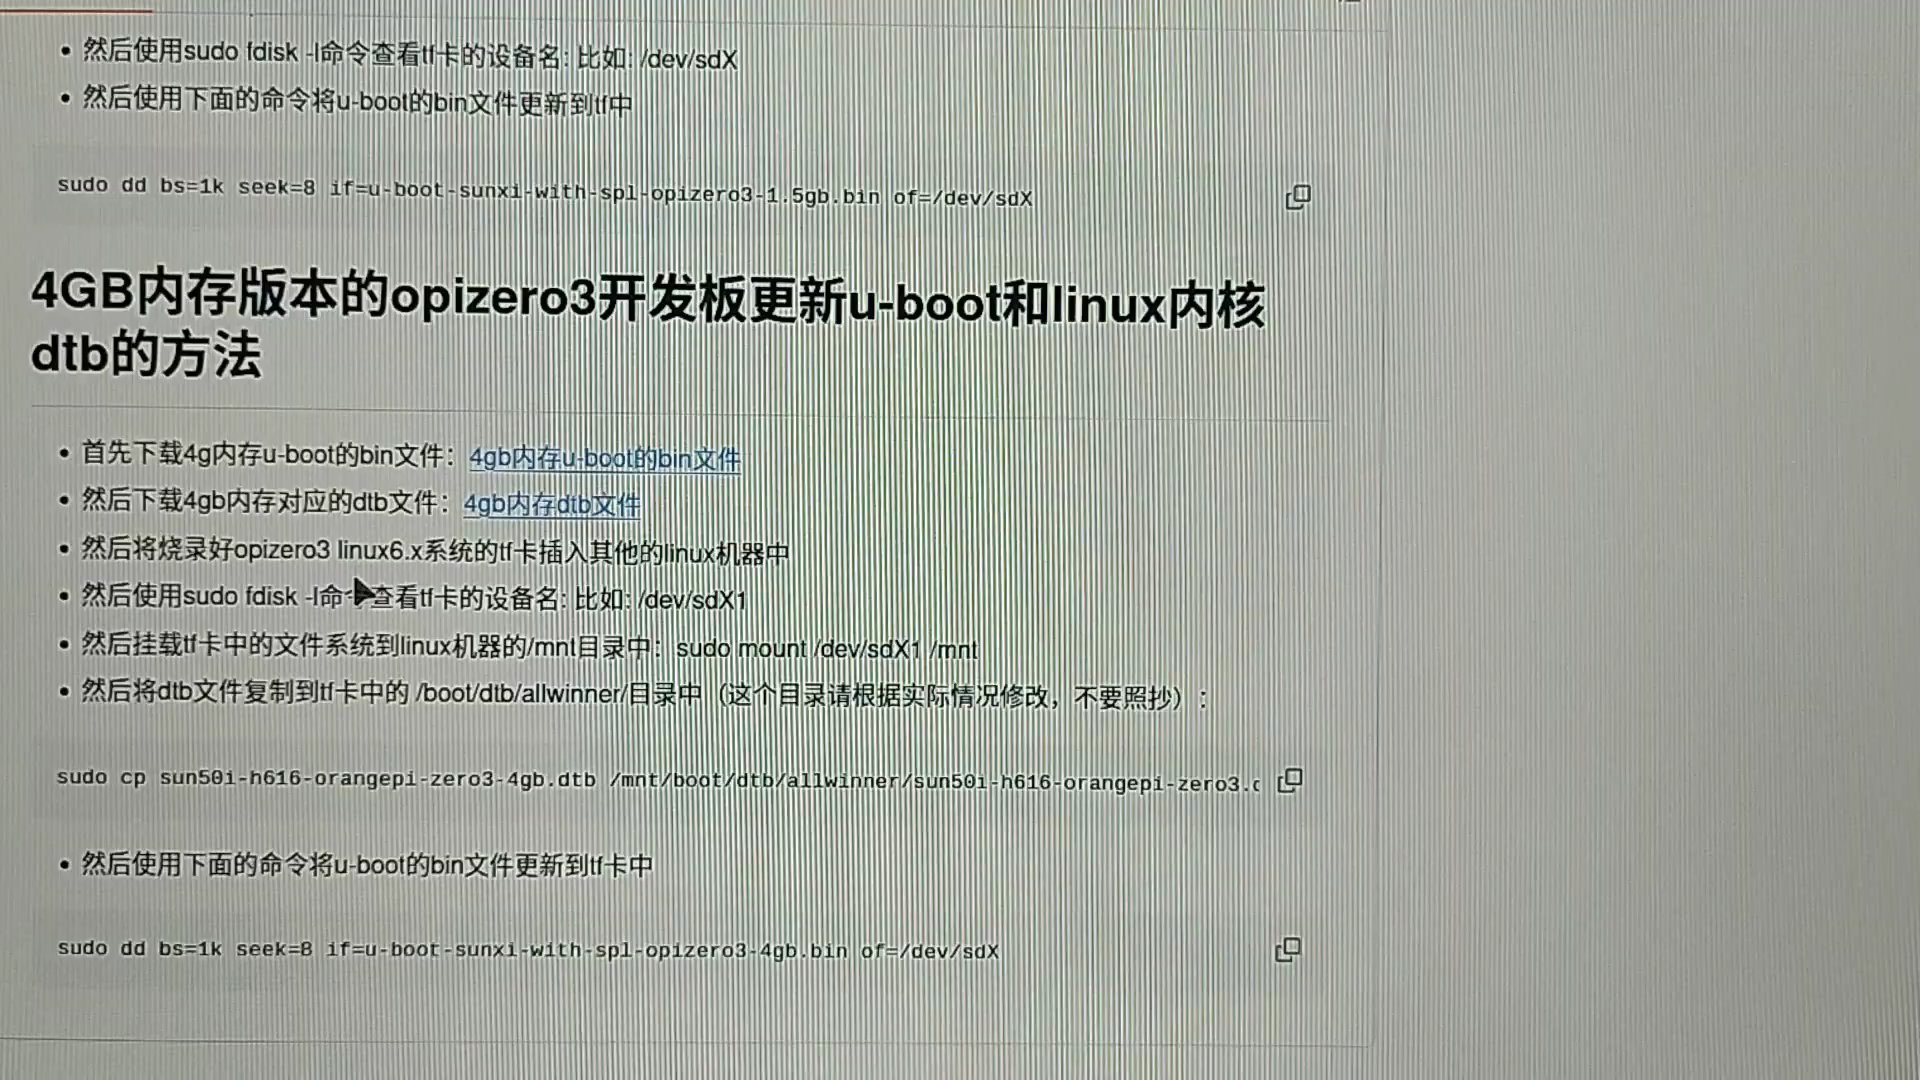 然后使用sudo fdisk -l命令查看tf卡的设备名: 比如: /dev/sdX
然后使用下面的命令将u-boot的bin文件更新到tf中
sudo dd bs=1k seek=8 if=u-boot-sunxi-with-spl-opizero3-1.5gb.bin of=/dev/sdX
4GB内存版本的opizero3开发板更新u-boot和linux内核
dtb的方法
首先下载4g内存u-boot的bin文件：4gb内存u-boot的bin文件
然后下载4gb内存对应的dtb文件：4gb内存dtb文件
然后将烧录好opizero3 linux6.x系统的tf卡插入其他的linux机器中
然后使用sudo fdisk -l命令查看tf卡的设备名: 比如: /dev/sdX1
然后挂载tf卡中的文件系统到linux机器的/mnt目录中：sudo mount /dev/sdX1 /mnt
然后将dtb文件复制到tf卡中的 /boot/dtb/allwinner/目录中（这个目录请根据实际情况修改，不要照抄）：
sudo cp sun50i-h616-orangepi-zero3-4gb.dtb /mnt/boot/dtb/allwinner/sun50i-h616-orangepi-zero3.
然后使用下面的命令将u-boot的bin文件更新到tf卡中
sudo dd bs=1k seek=8 if=u-boot-sunxi-with-spl-opizero3-4gb.bin of=/dev/sdX